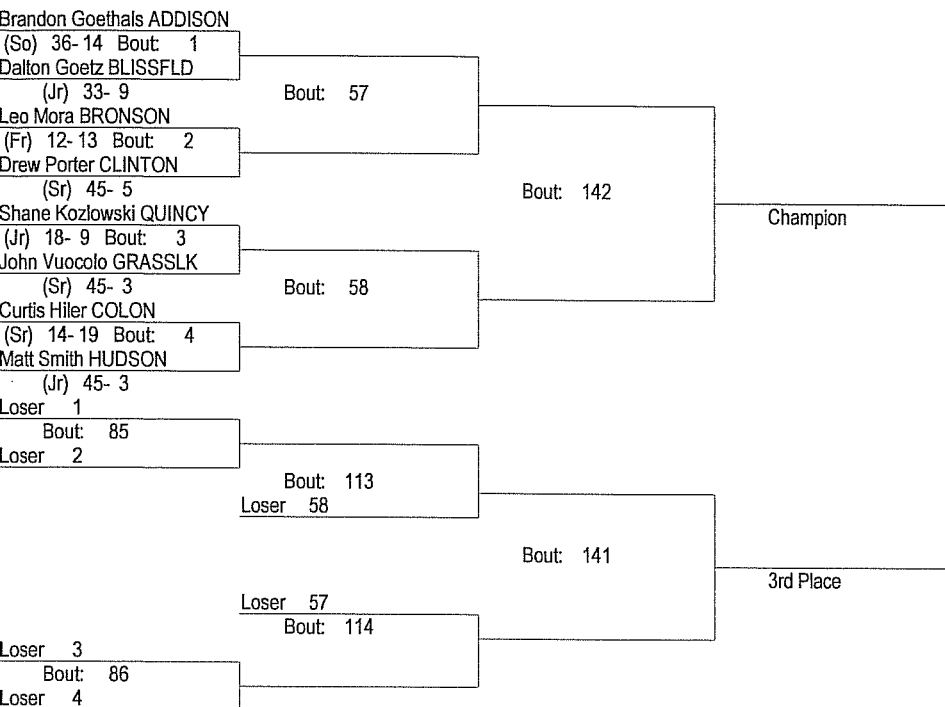 Brandon Goethals ADDISON
(So) 36- 14 Bout: 1
Dalton Goetz BLISSFLD
(Jr) 33- 9
Bout: 57
Leo Mora BRONSON
(Fr) 12- 13 Bout: 2
Drew Porter CLINTON
(Sr) 45- 5
Bout: 142
Shane Kozlowski QUINCY
Champion
(Jr) 18- 9 Bout: 3
John Vuocolo GRASSLK
(Sr) 45- 3
Bout: 58
Curtis Hiler COLON
(Sr) 14- 19 Bout: 4
Matt Smith HUDSON
(Jr) 45- 3
Loser 1
Bout: 85
Loser 2
Bout: 113
Loser 58
Bout: 141
3rd Place
Loser 57
Bout: 114
Loser 3
Bout: 86
Loser 4